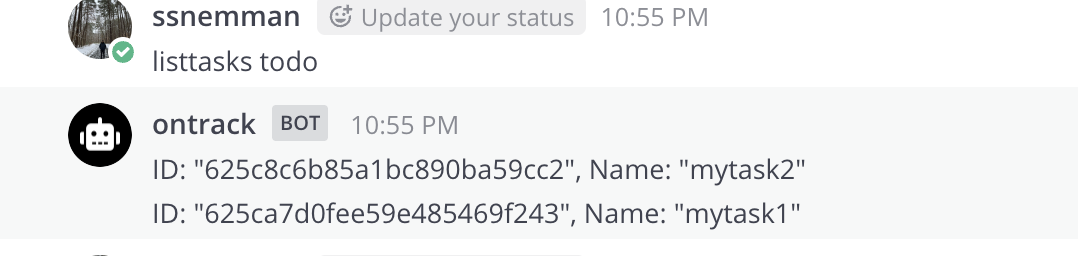 ssnemman Update your status 10:55 PM
listtasks todo
ontrack BOT 10:55 PM
ID: "625c8c6b85a1bc890ba59cc2", Name: "mytask2"
ID: "625ca7d0fee59e485469f243", Name: "mytask1"